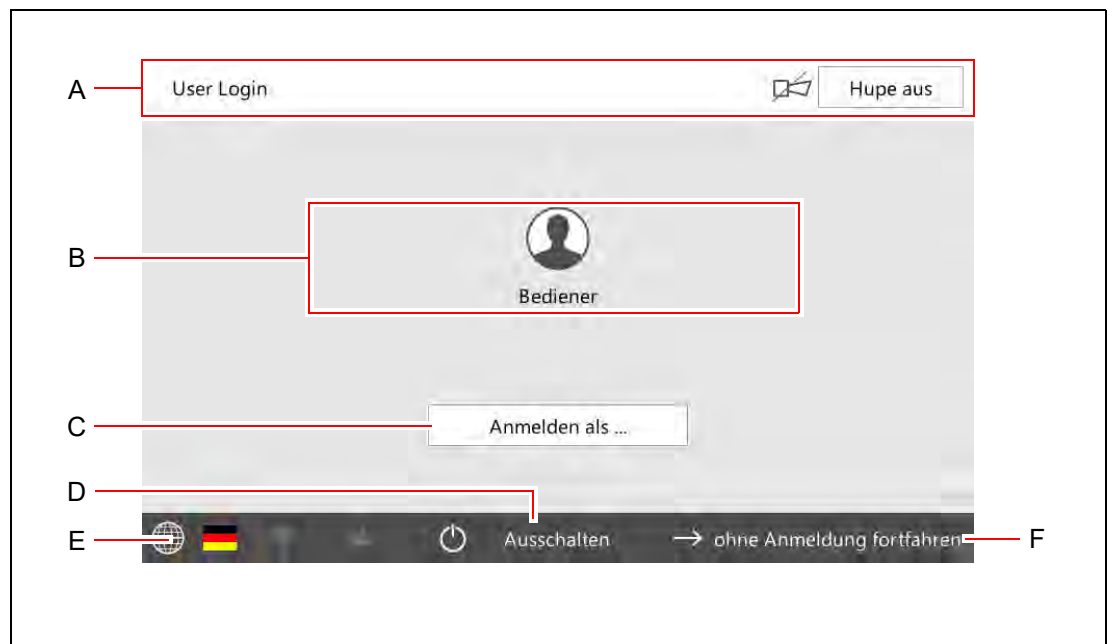 A
User Login
Hupe aus
B
Bediener
C
Anmelden als ...
D
E
Ausschalten
→ ohne Anmeldung fortfahren
F